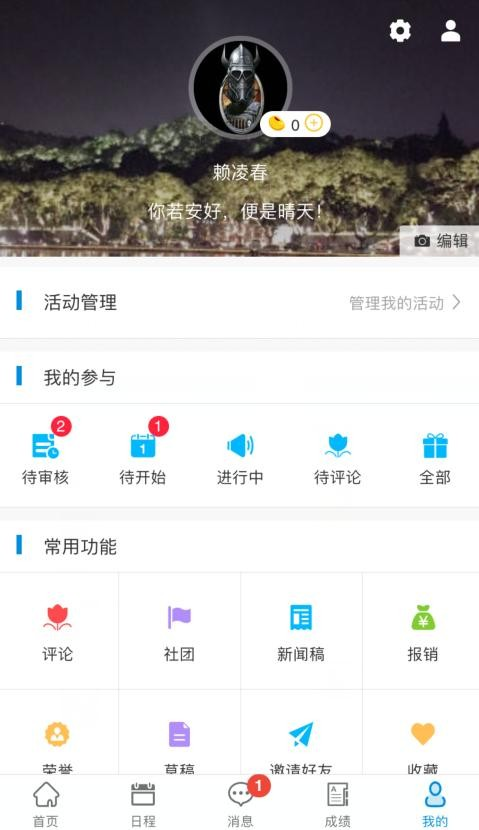 0
赖凌春
你若安好，便是晴天！
编辑
活动管理
管理我的活动
我的参与
2
1
1
待审核
待开始
进行中
待评论
全部
常用功能
评论
社团
新闻稿
报销
荣誉
草稿
邀请好友
收藏
1
首页
日程
消息
成绩
我的